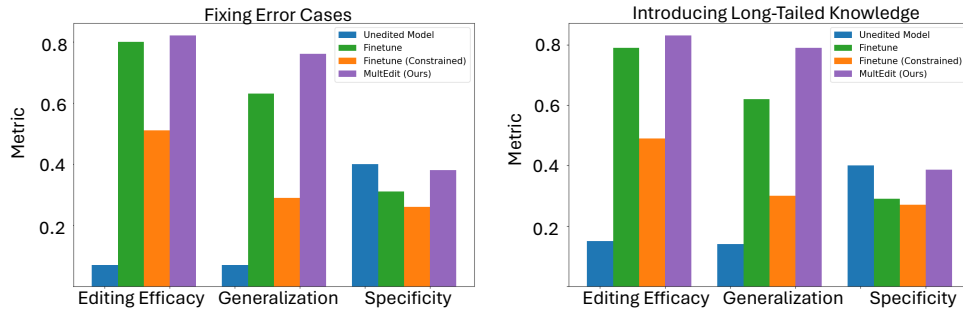 Fixing Error Cases
Metric
0.8
0.6
0.4
0.2
Unedited Model
Finetune
Finetune (Constrained)
MultEdit (Ours)
Editing Efficacy Generalization Specificity
Introducing Long-Tailed Knowledge
Metric
0.8
0.6
0.4
0.2
Unedited Model
Finetune
Finetune (Constrained)
MultEdit (Ours)
Editing Efficacy Generalization Specificity